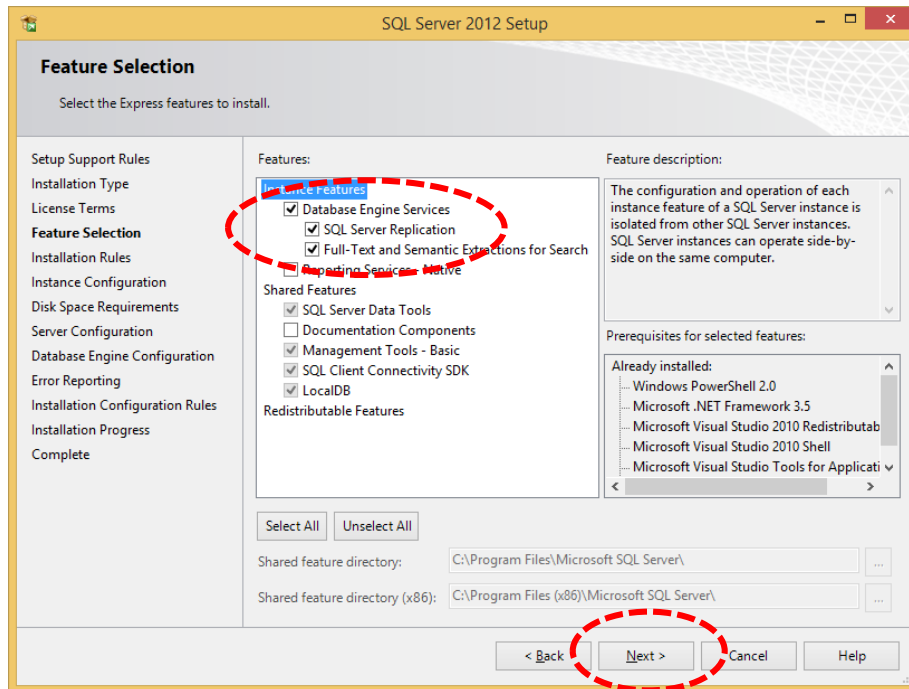 SQL Server 2012 Setup
Feature Selection
Select the Express features to install.
Setup Support Rules
Installation Type
License Terms
Feature Selection
Installation Rules
Instance Configuration
Disk Space Requirements
Server Configuration
Database Engine Configuration
Error Reporting
Installation Configuration Rules
Installation Progress
Complete
Features:
Instance Features
Database Engine Services
SQL Server Replication
Full-Text and Semantic Extractions for Search
Reporting Services - Native
Shared Features
SQL Server Data Tools
Documentation Components
Management Tools - Basic
SQL Client Connectivity SDK
LocalDB
Redistributable Features
Feature description:
The configuration and operation of each
instance feature of a SQL Server instance is
isolated from other SQL Server instances.
SQL Server instances can operate side-by-
side on the same computer.
Prerequisites for selected features:
Already installed:
Windows PowerShell 2.0
Microsoft .NET Framework 3.5
Microsoft Visual Studio 2010 Redistributab
Microsoft Visual Studio 2010 Shell
Microsoft Visual Studio Tools for Applicati
Select All
Unselect All
Shared feature directory:
C:\Program Files\Microsoft SQL Server\
...
Shared feature directory (x86):
C:\Program Files (x86)\Microsoft SQL Server\
...
< Back
Next >
Cancel
Help